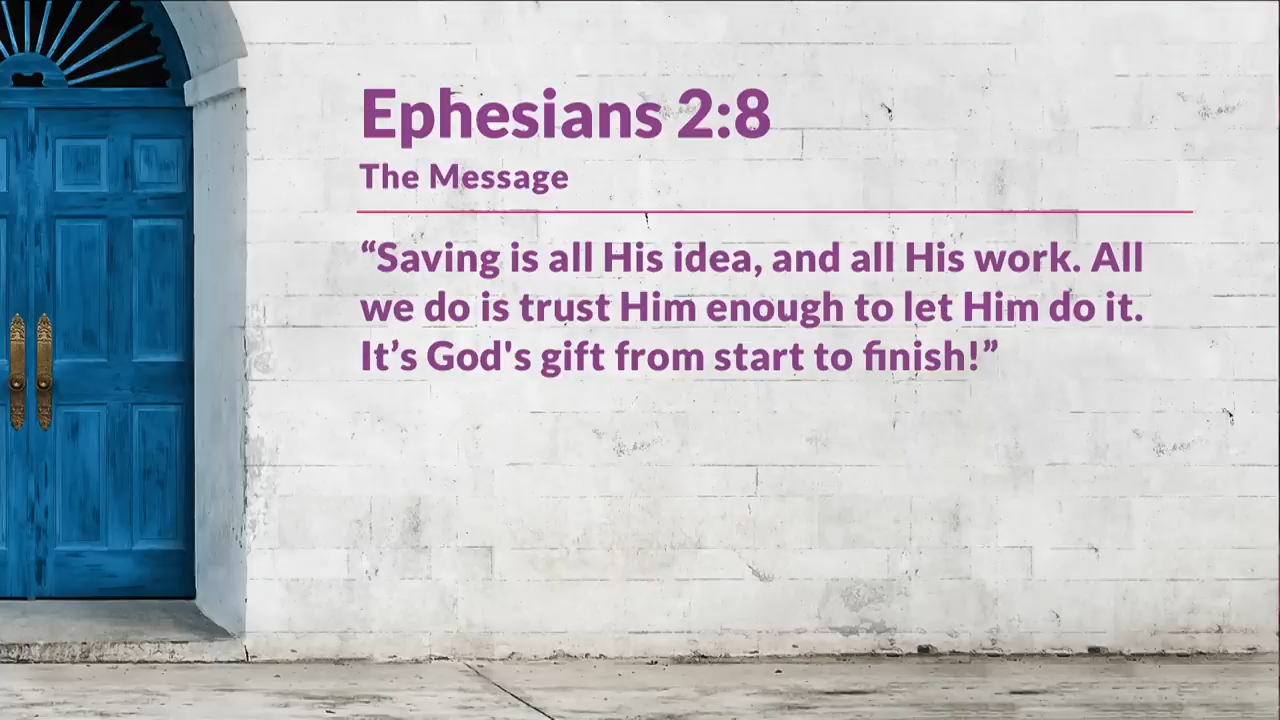 Ephesians 2:8
The Message
“Saving is all His idea, and all His work. All
we do is trust Him enough to let Him do it.
It’s God's gift from start to finish!”